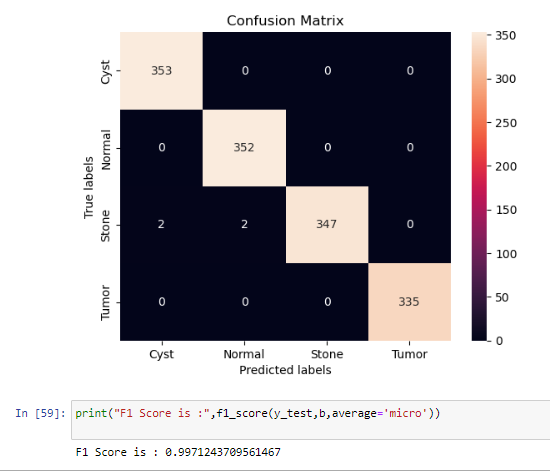 Confusion Matrix
Cyst 353 0 0 0
Normal 0 352 0 0
Stone 2 2 347 0
Tumor 0 0 0 335
True labels
Cyst Normal Stone Tumor
Predicted labels
350
300
250
200
150
100
50
0
In [59]: print("F1 Score is :",f1_score(y_test,b,average='micro'))
F1 Score is : 0.9971243709561467